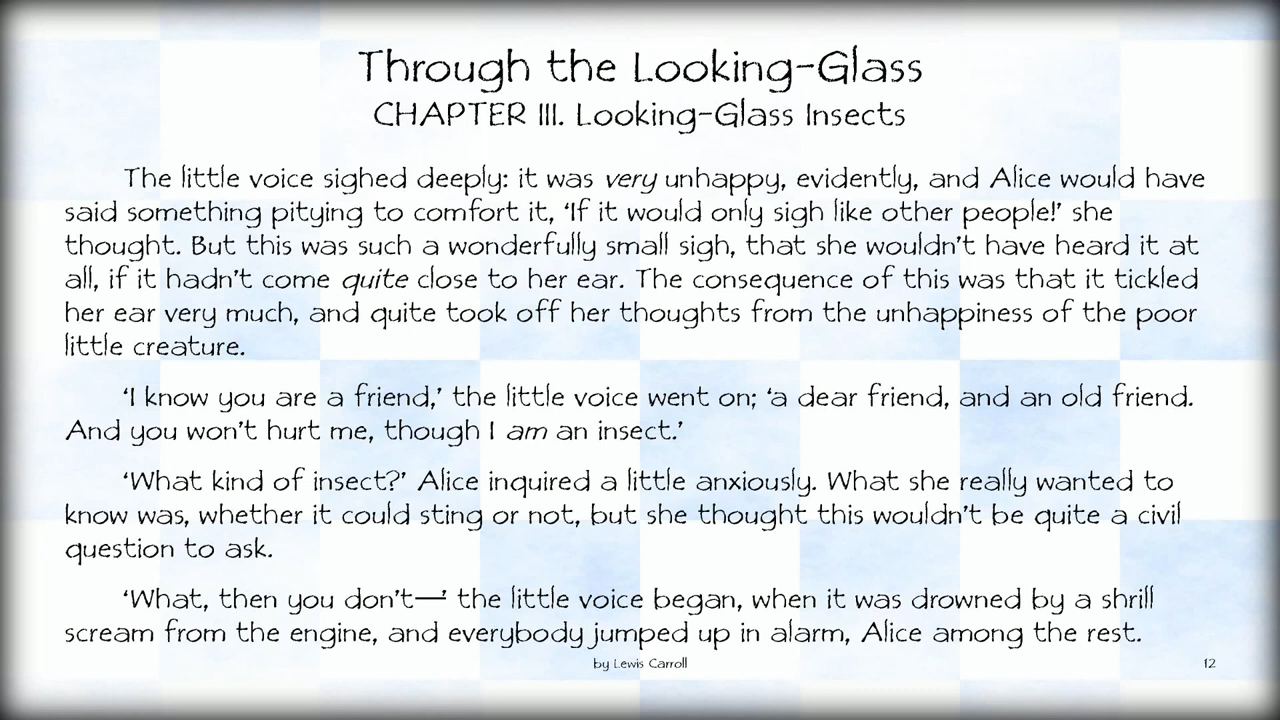 Through the Looking-Glass
CHAPTER III. Looking-Glass Insects
The little voice sighed deeply: it was very unhappy, evidently, and Alice would have
said something pitying to comfort it, ‘If it would only sigh like other people!’ she
thought. But this was such a wonderfully small sigh, that she wouldn’t have heard it at
all, if it hadn’t come quite close to her ear. The consequence of this was that it tickled
her ear very much, and quite took off her thoughts from the unhappiness of the poor
little creature.
‘I know you are a friend,’ the little voice went on; ‘a dear friend, and an old friend.
And you won’t hurt me, though I am an insect.’
‘What kind of insect?’ Alice inquired a little anxiously. What she really wanted to
know was, whether it could sting or not, but she thought this wouldn’t be quite a civil
question to ask.
‘What, then you don’t—’ the little voice began, when it was drowned by a shrill
scream from the engine, and everybody jumped up in alarm, Alice among the rest.
by Lewis Carroll
12